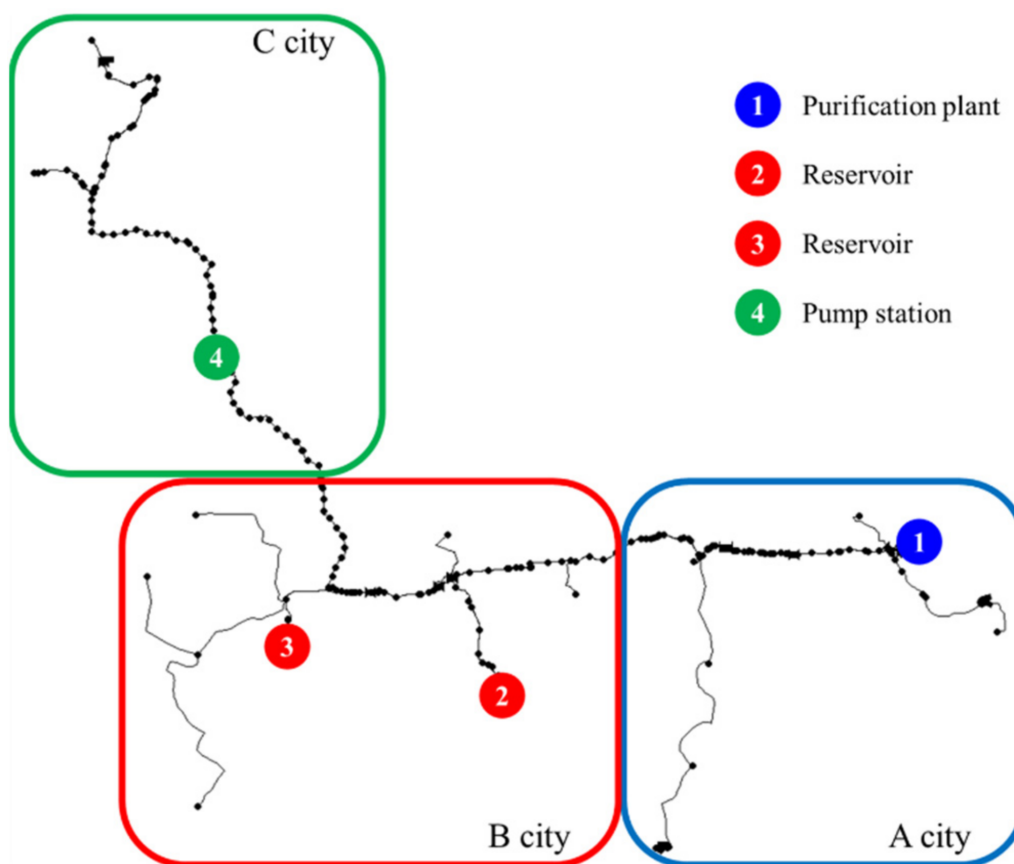 C city
1 Purification plant
2 Reservoir
3 Reservoir
4 Pump station
4
1
3
2
B city
A city